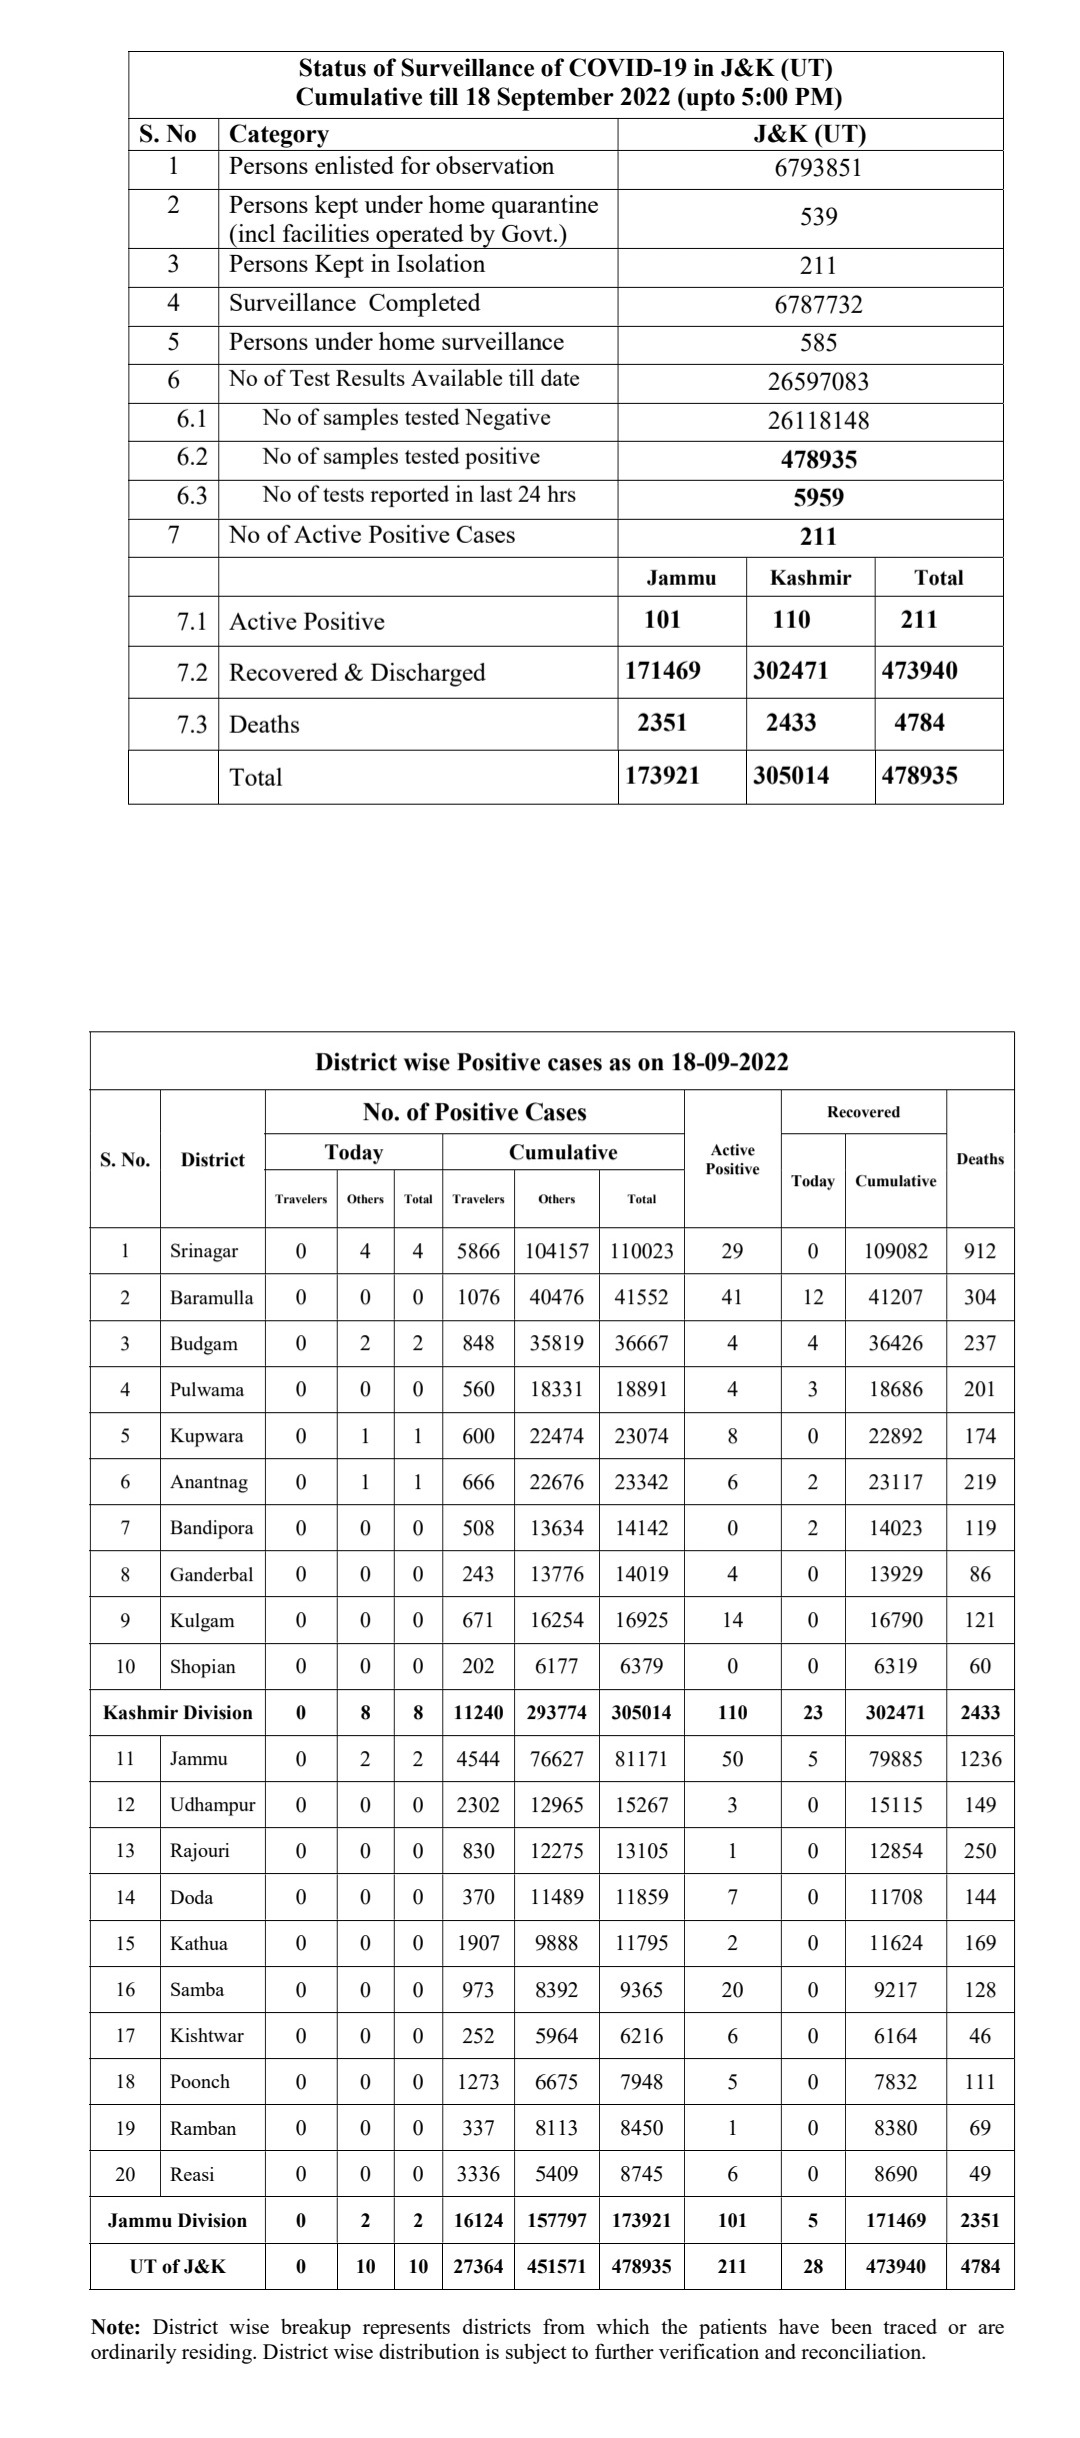 Status of Surveillance of COVID-19 in J&K (UT)
Cumulative till 18 September 2022 (upto 5:00 PM)
S. No Category J&K (UT)
1 Persons enlisted for observation 6793851
2 Persons kept under home quarantine
(incl facilities operated by Govt.) 539
3 Persons Kept in Isolation 211
4 Surveillance Completed 6787732
5 Persons under home surveillance 585
6 No of Test Results Available till date 26597083
6.1 No of samples tested Negative 26118148
6.2 No of samples tested positive 478935
6.3 No of tests reported in last 24 hrs 5959
7 No of Active Positive Cases 211
Jammu Kashmir Total
7.1 Active Positive 101 110 211
7.2 Recovered & Discharged 171469 302471 473940
7.3 Deaths 2351 2433 4784
Total 173921 305014 478935
District wise Positive cases as on 18-09-2022
S. No. District No. of Positive Cases Active Positive Recovered Deaths
Today Cumulative Today Cumulative
Travelers Others Total Travelers Others Total
1 Srinagar 0 4 4 5866 104157 110023 29 0 109082 912
2 Baramulla 0 0 0 1076 40476 41552 41 12 41207 304
3 Budgam 0 2 2 848 35819 36667 4 4 36426 237
4 Pulwama 0 0 0 560 18331 18891 4 3 18686 201
5 Kupwara 0 1 1 600 22474 23074 8 0 22892 174
6 Anantnag 0 1 1 666 22676 23342 6 2 23117 219
7 Bandipora 0 0 0 508 13634 14142 0 2 14023 119
8 Ganderbal 0 0 0 243 13776 14019 4 0 13929 86
9 Kulgam 0 0 0 671 16254 16925 14 0 16790 121
10 Shopian 0 0 0 202 6177 6379 0 0 6319 60
Kashmir Division 0 8 8 11240 293774 305014 110 23 302471 2433
11 Jammu 0 2 2 4544 76627 81171 50 5 79885 1236
12 Udhampur 0 0 0 2302 12965 15267 3 0 15115 149
13 Rajouri 0 0 0 830 12275 13105 1 0 12854 250
14 Doda 0 0 0 370 11489 11859 7 0 11708 144
15 Kathua 0 0 0 1907 9888 11795 2 0 11624 169
16 Samba 0 0 0 973 8392 9365 20 0 9217 128
17 Kishtwar 0 0 0 252 5964 6216 6 0 6164 46
18 Poonch 0 0 0 1273 6675 7948 5 0 7832 111
19 Ramban 0 0 0 337 8113 8450 1 0 8380 69
20 Reasi 0 0 0 3336 5409 8745 6 0 8690 49
Jammu Division 0 2 2 16124 157797 173921 101 5 171469 2351
UT of J&K 0 10 10 27364 451571 478935 211 28 473940 4784
Note: District wise breakup represents districts from which the patients have been traced or are
ordinarily residing. District wise distribution is subject to further verification and reconciliation.